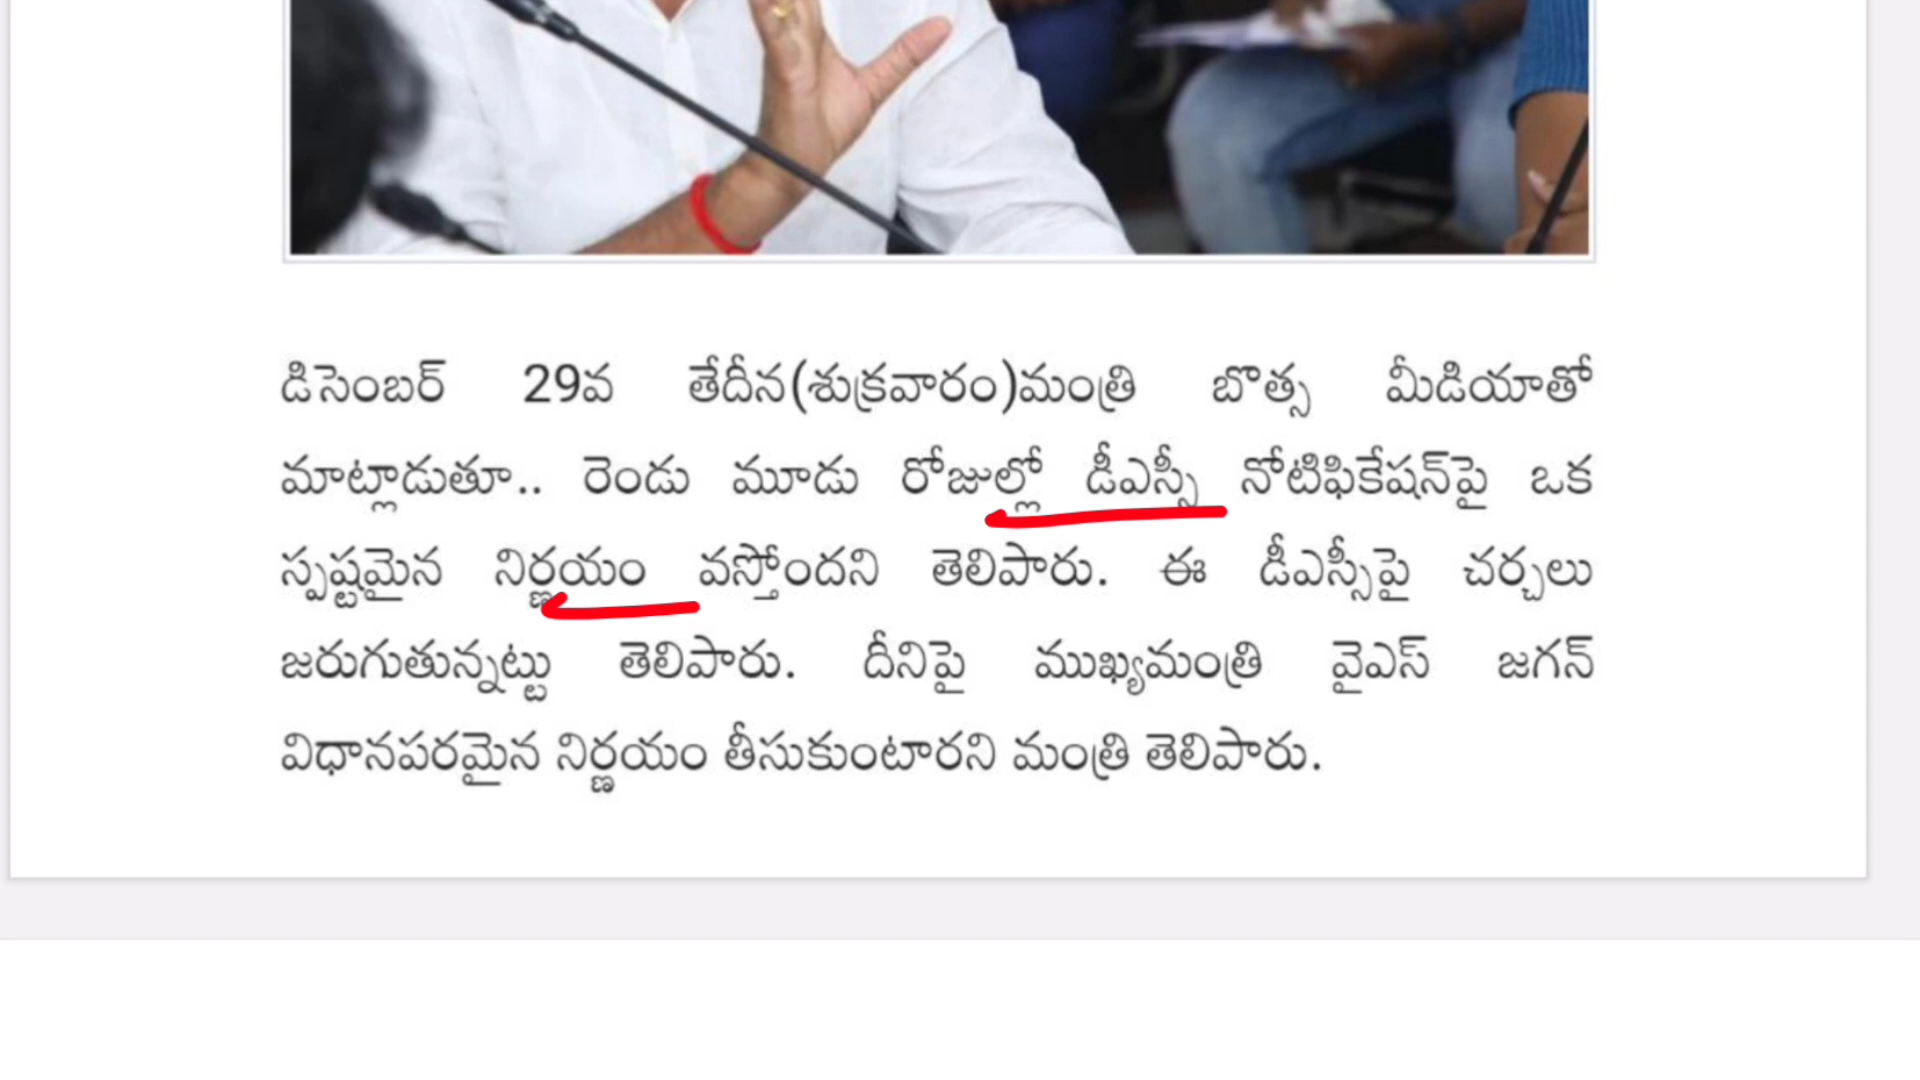 డిసెంబర్ 29వ తేదీన(శుక్రవారం)మంత్రి బొత్స మీడియాతో
మాట్లాడుతూ.. రెండు మూడు రోజుల్లో డీఎస్సీ నోటిఫికేషన్‌పై ఒక
స్పష్టమైన నిర్ణయం వస్తోందని తెలిపారు. ఈ డీఎస్సీపై చర్చలు
జరుగుతున్నట్టు తెలిపారు. దీనిపై ముఖ్యమంత్రి వైఎస్ జగన్
విధానపరమైన నిర్ణయం తీసుకుంటారని మంత్రి తెలిపారు.